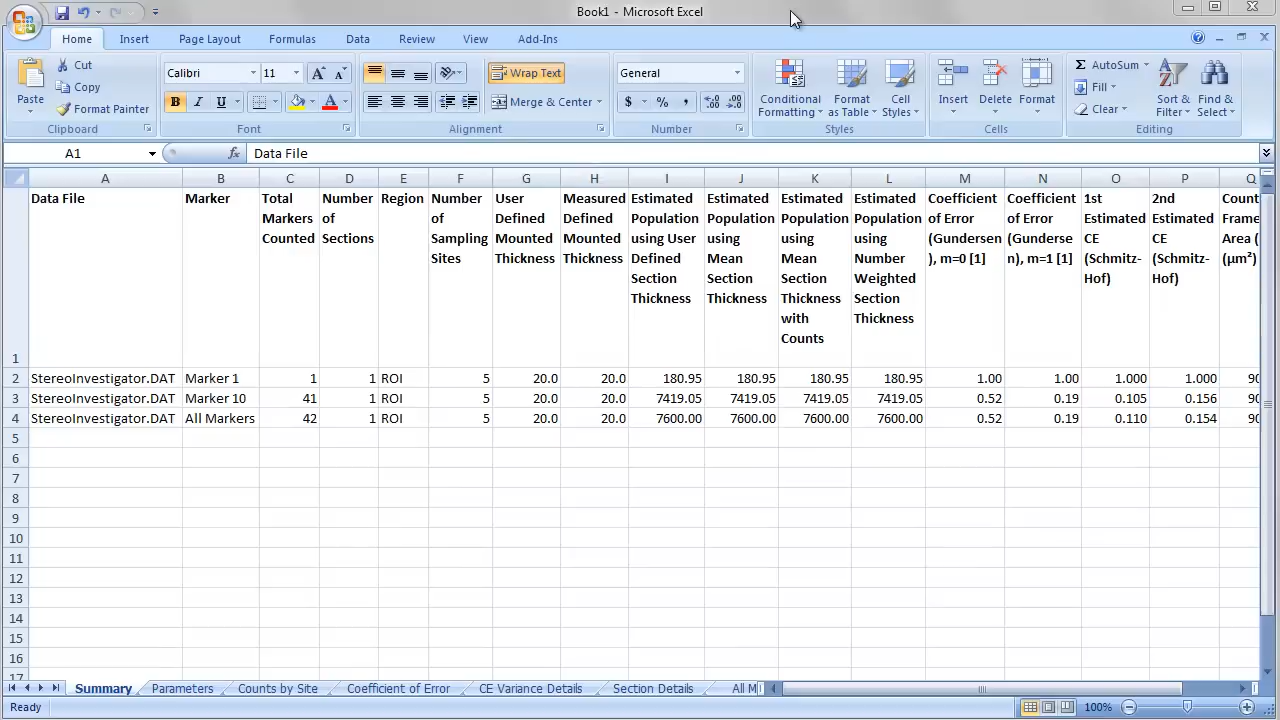 Book1 - Microsoft Excel
Home Insert Page Layout Formulas Data Review View Add-Ins
Paste
Cut
Copy
Format Painter
Clipboard
Calibri 11
B I U
Font
Wrap Text
Merge & Center
Alignment
General
$ % ,
Number
Conditional Formatting
Format as Table
Cell Styles
Styles
Insert Delete Format
Cells
AutoSum
Fill
Clear
Sort & Filter
Find & Select
Editing
A1 fx Data File
A B C D E F G H I J K L M N O P Q
1
Data File
Marker
Total Markers Counted
Number of Sections
Region
Number of Sampling Sites
User Defined Mounted Thickness
Measured Defined Mounted Thickness
Estimated Population using User Defined Section Thickness
Estimated Population using Mean Section Thickness
Estimated Population using Mean Section Thickness with Counts
Estimated Population using Number Weighted Section Thickness
Coefficient of Error (Gundersen), m=0 [1]
Coefficient of Error (Gundersen), m=1 [1]
1st Estimated CE (Schmitz-Hof)
2nd Estimated CE (Schmitz-Hof)
Count Frame Area ( (µm²)
2 StereoInvestigator.DAT Marker 1 1 1 ROI 5 20.0 20.0 180.95 180.95 180.95 180.95 1.00 1.00 1.000 1.000 90
3 StereoInvestigator.DAT Marker 10 41 1 ROI 5 20.0 20.0 7419.05 7419.05 7419.05 7419.05 0.52 0.19 0.105 0.156 90
4 StereoInvestigator.DAT All Markers 42 1 ROI 5 20.0 20.0 7600.00 7600.00 7600.00 7600.00 0.52 0.19 0.110 0.154 90
5
6
7
8
9
10
11
12
13
14
15
16
17
Summary Parameters Counts by Site Coefficient of Error CE Variance Details Section Details All M
Ready 100%